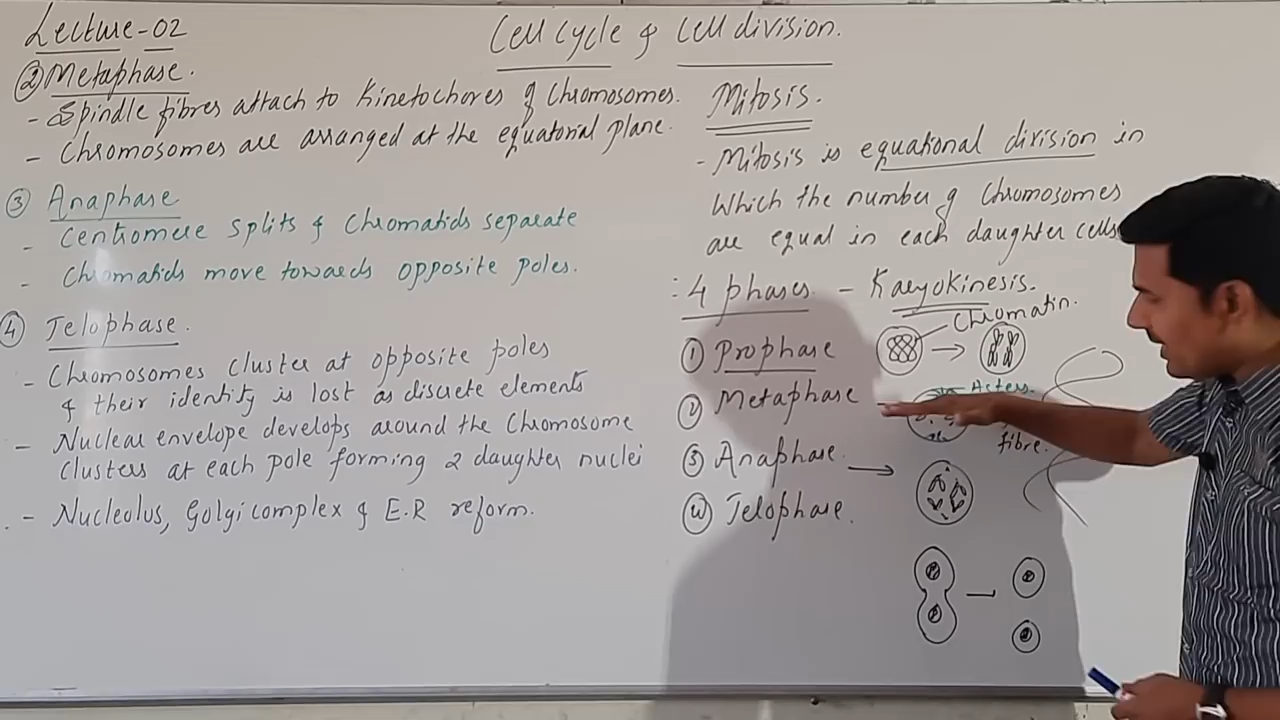 Lecture-02
Cell cycle & Cell division.
② Metaphase.
- Spindle fibres attach to kinetochores of chromosomes.
- Chromosomes are arranged at the equatorial plane.
③ Anaphase
- Centromere splits & chromatids separate
- Chromatids move towards opposite poles.
④ Telophase.
- Chromosomes cluster at opposite poles
& their identity is lost as discrete elements
- Nuclear envelope develops around the chromosome
clusters at each pole forming 2 daughter nuclei
- Nucleolus, Golgi complex & E.R reform.
Mitosis.
- Mitosis is equational division in
which the number of chromosomes
are equal in each daughter cells
:4 phases - Karyokinesis.
Chromatin.
① Prophase
② Metaphase
Asters
fibre.
③ Anaphase.
④ Telophase.